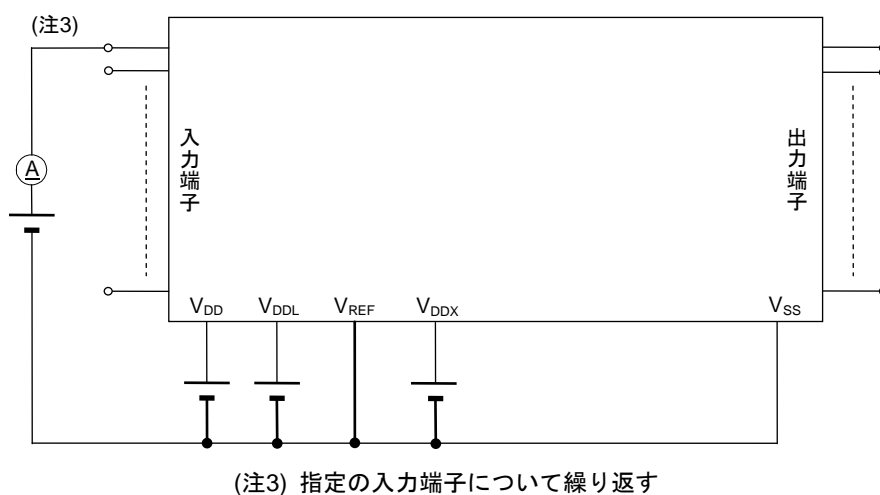 (注3)
A
入力端子
出力端子
VDD VDDL VREF VDDX VSS
(注3) 指定の入力端子について繰り返す